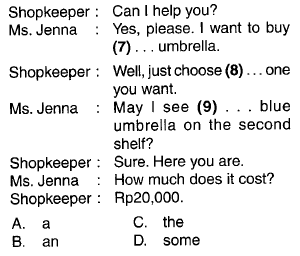 Shopkeeper : Can I help you?
Ms. Jenna : Yes, please. I want to buy
(7) . . . umbrella.
Shopkeeper : Well, just choose (8) . . . one
you want.
Ms. Jenna : May I see (9) . . . blue
umbrella on the second
shelf?
Shopkeeper : Sure. Here you are.
Ms. Jenna : How much does it cost?
Shopkeeper : Rp20,000.
A. a C. the
B. an D. some